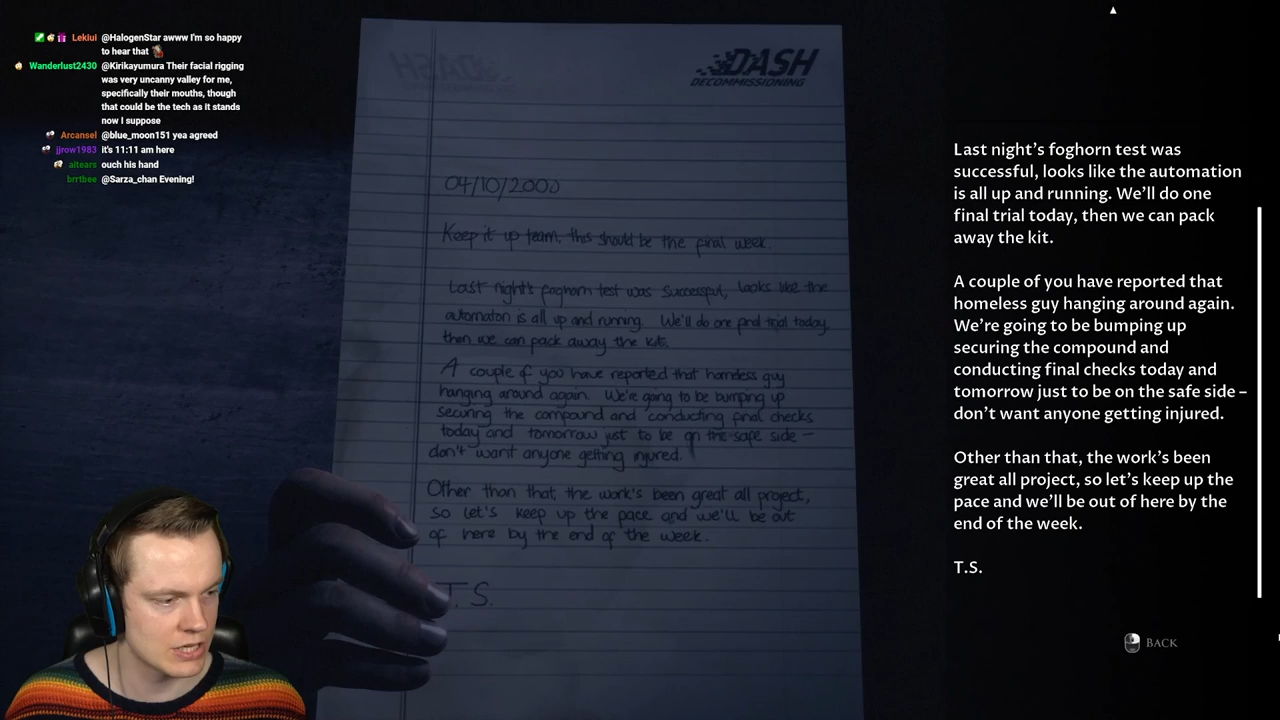 Lekiui @HalogenStar awww I'm so happy
to hear that
Wanderlust2430 @Kirikayumura Their facial rigging
was very uncanny valley for me,
specifically their mouths, though
that could be the tech as it stands
now I suppose
Arcansel @blue_moon151 yea agreed
jjrow1983 it's 11:11 am here
altears ouch his hand
brrtbee @Sarza_chan Evening!
DASH
DECOMMISSIONING
04/10/2000
Keep it up team, this should be the final week.
Last night's foghorn test was successful, looks like the
automation is all up and running. We'll do one final trial today,
then we can pack away the kit.
A couple of you have reported that homeless guy
hanging around again. We're going to be bumping up
securing the compound and conducting final checks
today and tomorrow just to be on the safe side –
don't want anyone getting injured.
Other than that, the work's been great all project,
so let's keep up the pace and we'll be out
of here by the end of the week.
T.S.
Last night's foghorn test was
successful, looks like the automation
is all up and running. We'll do one
final trial today, then we can pack
away the kit.
A couple of you have reported that
homeless guy hanging around again.
We're going to be bumping up
securing the compound and
conducting final checks today and
tomorrow just to be on the safe side –
don't want anyone getting injured.
Other than that, the work's been
great all project, so let's keep up the
pace and we'll be out of here by the
end of the week.
T.S.
BACK